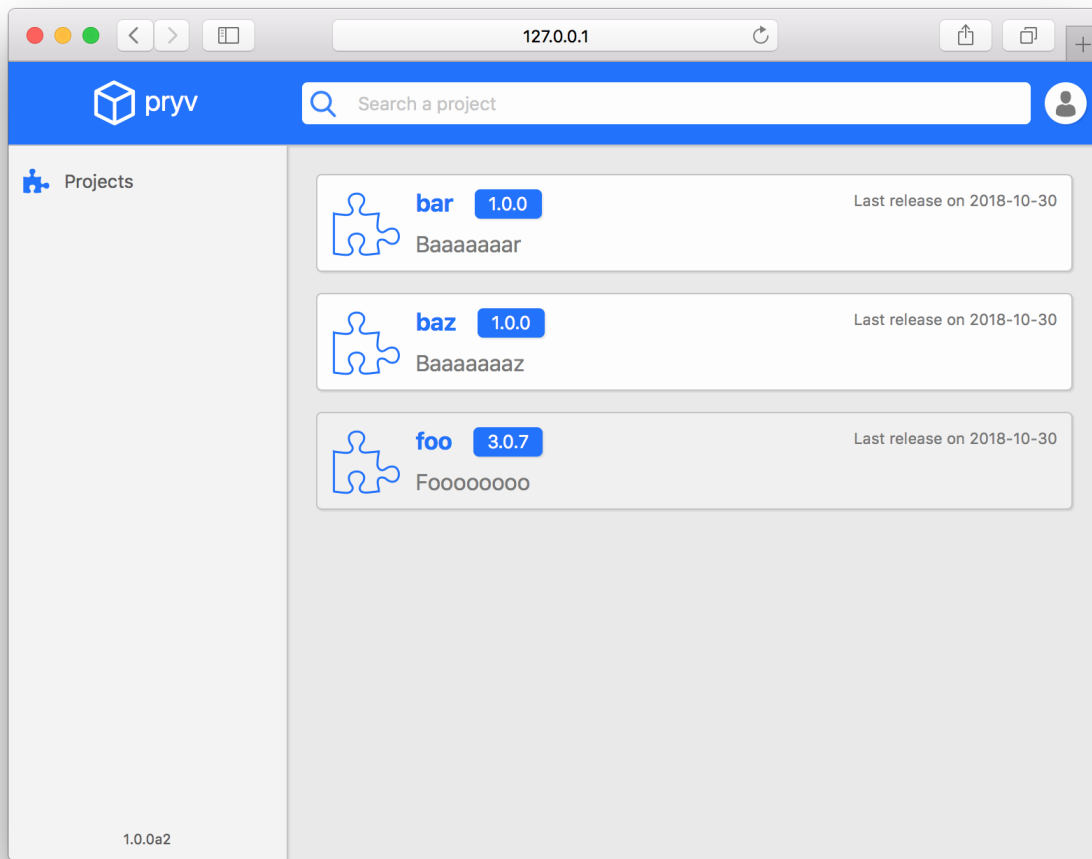 127.0.0.1
pryv
Search a project
Projects
bar 1.0.0 Last release on 2018-10-30
Baaaaaaar
baz 1.0.0 Last release on 2018-10-30
Baaaaaaaz
foo 3.0.7 Last release on 2018-10-30
Foooooooo
1.0.0a2